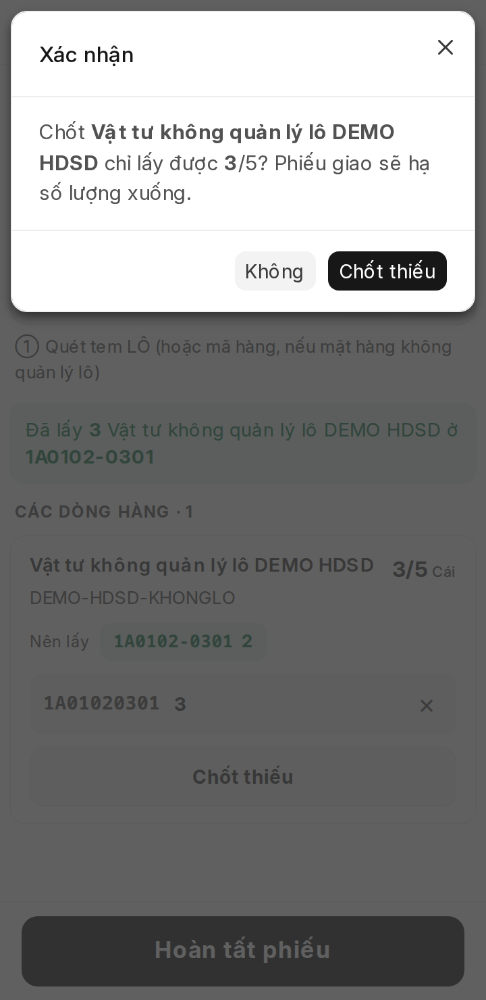 Xác nhận
Chốt Vật tư không quản lý lô DEMO
HDSD chỉ lấy được 3/5? Phiếu giao sẽ hạ
số lượng xuống.
Không
Chốt thiếu
① Quét tem LÔ (hoặc mã hàng, nếu mặt hàng không
quản lý lô)
Đã lấy 3 Vật tư không quản lý lô DEMO HDSD ở
1A0102-0301
CÁC DÒNG HÀNG · 1
Vật tư không quản lý lô DEMO HDSD 3/5 Cái
DEMO-HDSD-KHONGLO
Nên lấy 1A0102-0301 2
1A01020301 3
Chốt thiếu
Hoàn tất phiếu